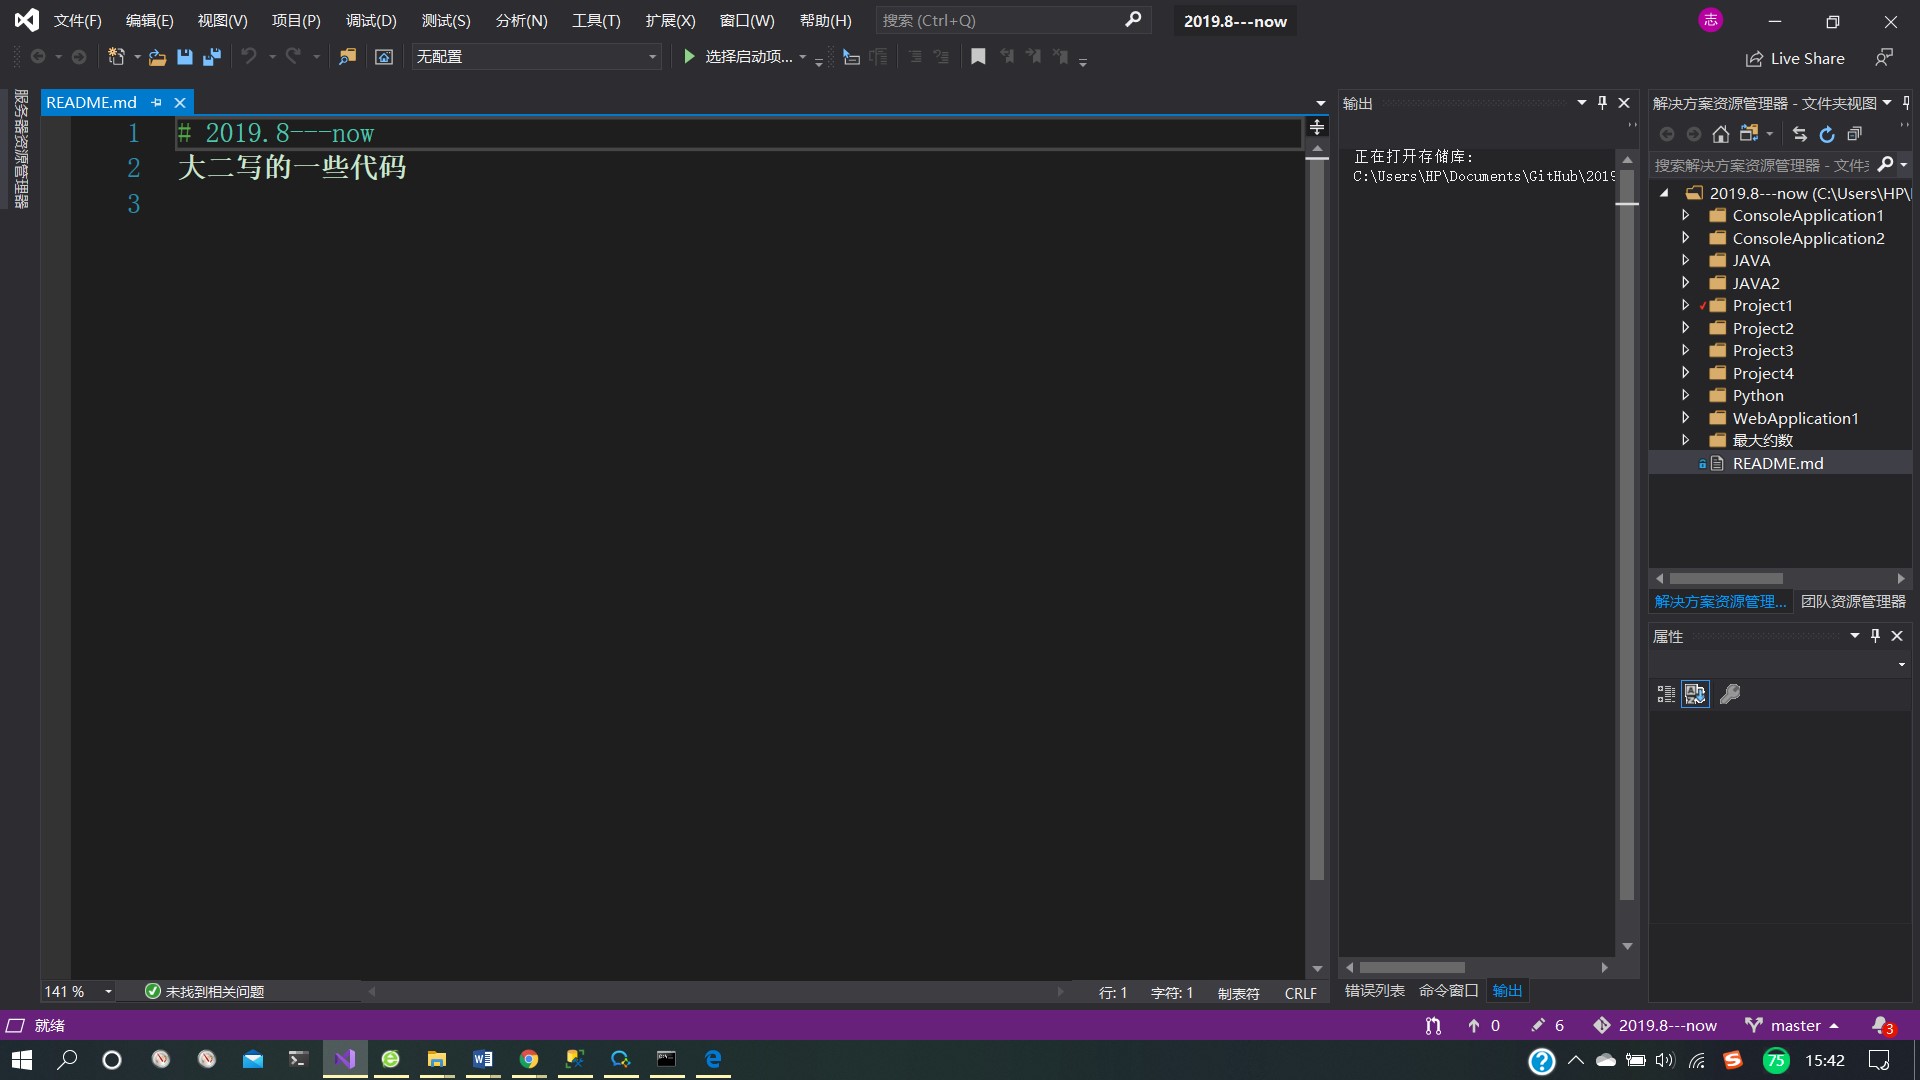 文件(F) 编辑(E) 视图(V) 项目(P) 调试(D) 测试(S) 分析(N) 工具(T) 扩展(X) 窗口(W) 帮助(H) 搜索 (Ctrl+Q) 2019.8---now 志
无配置 选择启动项... Live Share
服务器资源管理器
README.md
1 # 2019.8---now
2 大二写的一些代码
3
141 % 未找到相关问题 行: 1 字符: 1 制表符 CRLF
输出
正在打开存储库:
C:\Users\HP\Documents\GitHub\2019
错误列表 命令窗口 输出
解决方案资源管理器 - 文件夹视图
搜索解决方案资源管理器 - 文件夹
2019.8---now (C:\Users\HP\
ConsoleApplication1
ConsoleApplication2
JAVA
JAVA2
Project1
Project2
Project3
Project4
Python
WebApplication1
最大约数
README.md
解决方案资源管理... 团队资源管理器
属性
就绪 0 6 2019.8---now master 3
75 15:42